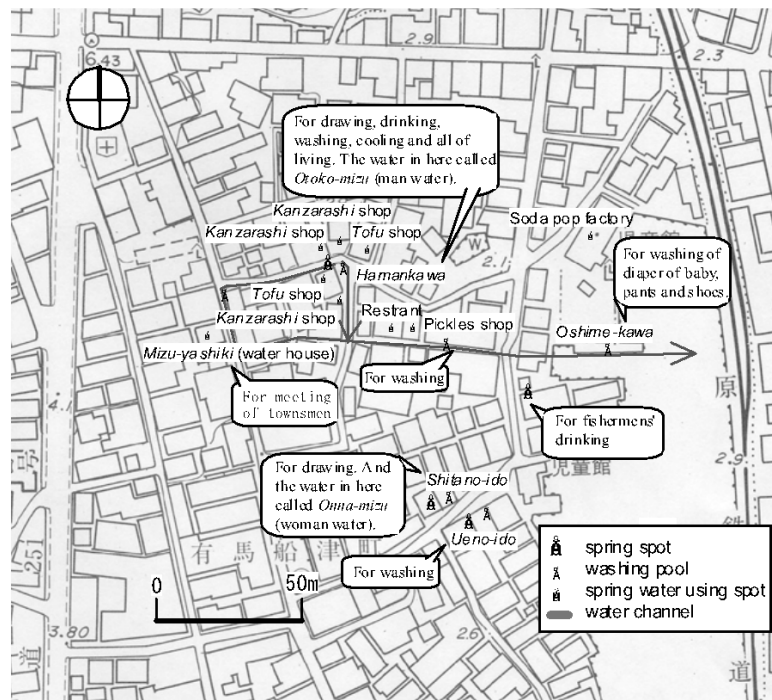 6.43
2.9
2.3
For drawing, drinking,
washing, cooling and all of
living. The water in here called
Otoko-mizu (man water).
Kanzarashi shop
Kanzarashi shop
Tofu shop
Soda pop factory
児童館
W
2.1
Hamankawa
For washing of
diaper of baby,
pants and shoes.
Tofu shop
Kanzarashi shop
Restrant
Pickles shop
Oshime-kawa
Mizu-yashiki (water house)
For washing
For meeting
of townsmen
原
4.1
For fishermens'
drinking
児童館
2.9
For drawing. And
the water in here
called Onna-mizu
(woman water).
Shitano-ido
Ueno-ido
有馬船津町
251
For washing
0
50m
3.80
道
2.6
道
spring spot
washing pool
spring water using spot
water channel